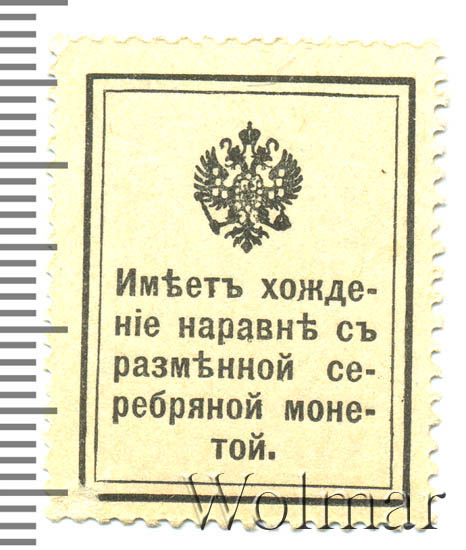 Имѣетъ хожде-
ніе наравнѣ съ
размѣнной се-
ребряной моне-
той.
Wolmar